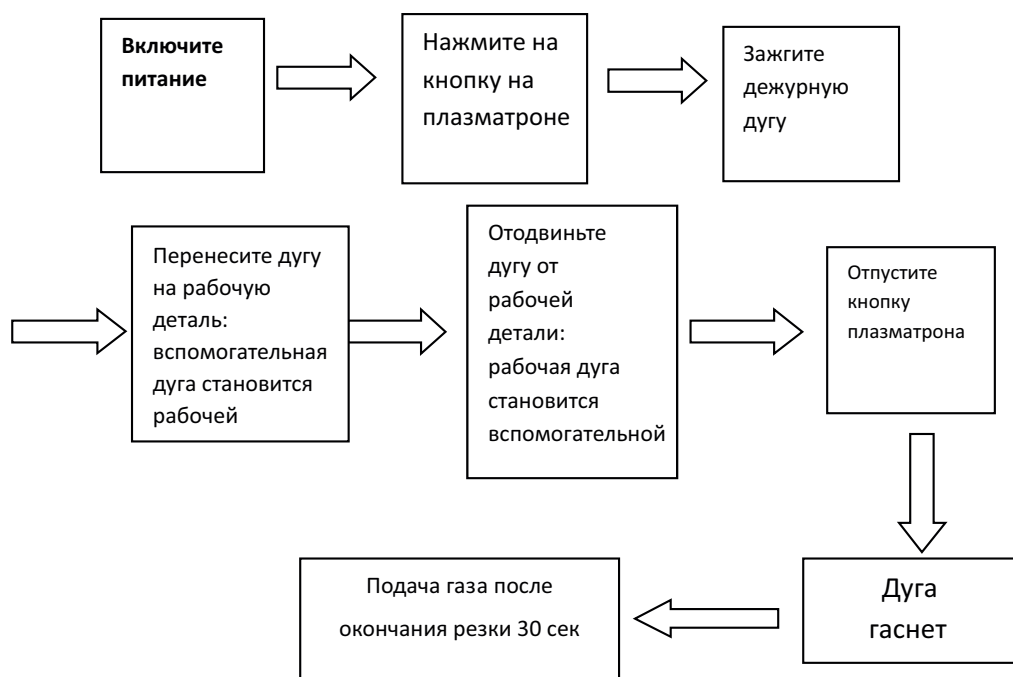 Включите
питание
Нажмите на
кнопку на
плазматроне
Зажгите
дежурную
дугу
Перенесите дугу
на рабочую
деталь:
вспомогательная
дуга становится
рабочей
Отодвиньте
дугу от
рабочей
детали:
рабочая дуга
становится
вспомогательной
Отпустите
кнопку
плазматрона
Дуга
гаснет
Подача газа после
окончания резки 30 сек